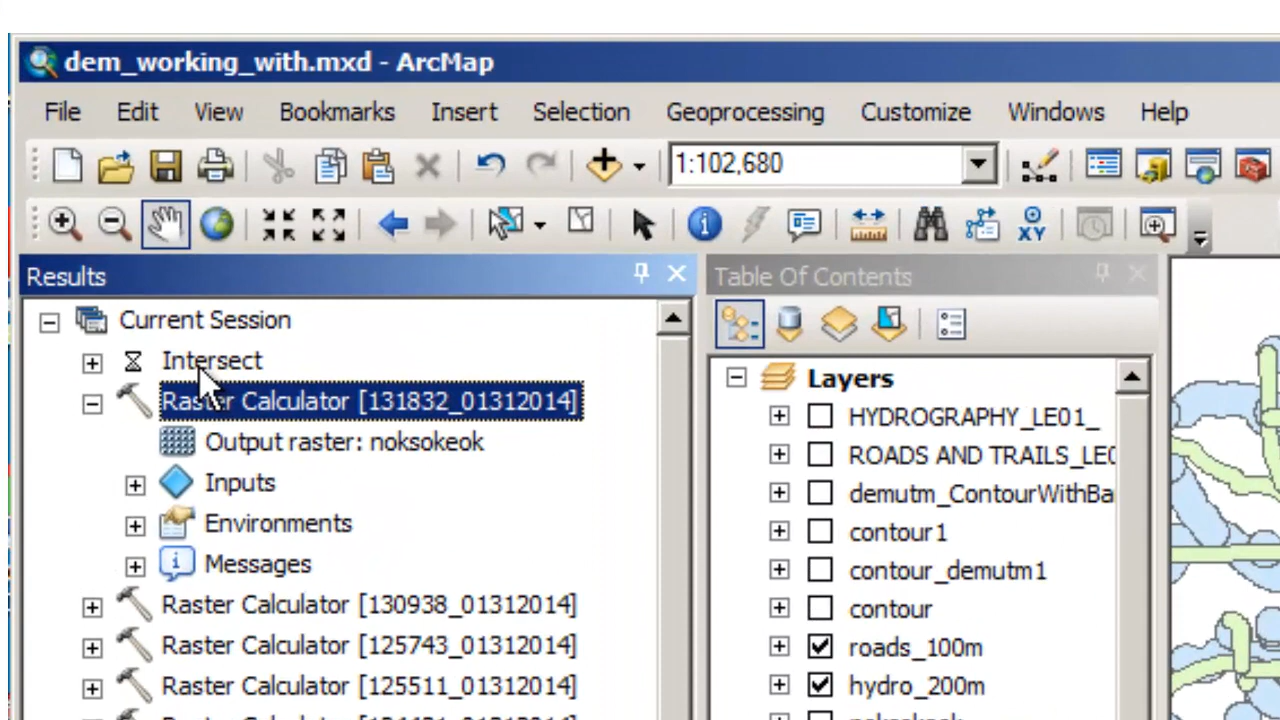 dem_working_with.mxd - ArcMap
File Edit View Bookmarks Insert Selection Geoprocessing Customize Windows Help
1:102,680
XY
Results
Current Session
Intersect
Raster Calculator [131832_01312014]
Output raster: noksokeok
Inputs
Environments
Messages
Raster Calculator [130938_01312014]
Raster Calculator [125743_01312014]
Raster Calculator [125511_01312014]
Table Of Contents
Layers
HYDROGRAPHY_LE01_
ROADS AND TRAILS_LE0
demutm_ContourWithBa
contour1
contour_demutm1
contour
roads_100m
hydro_200m